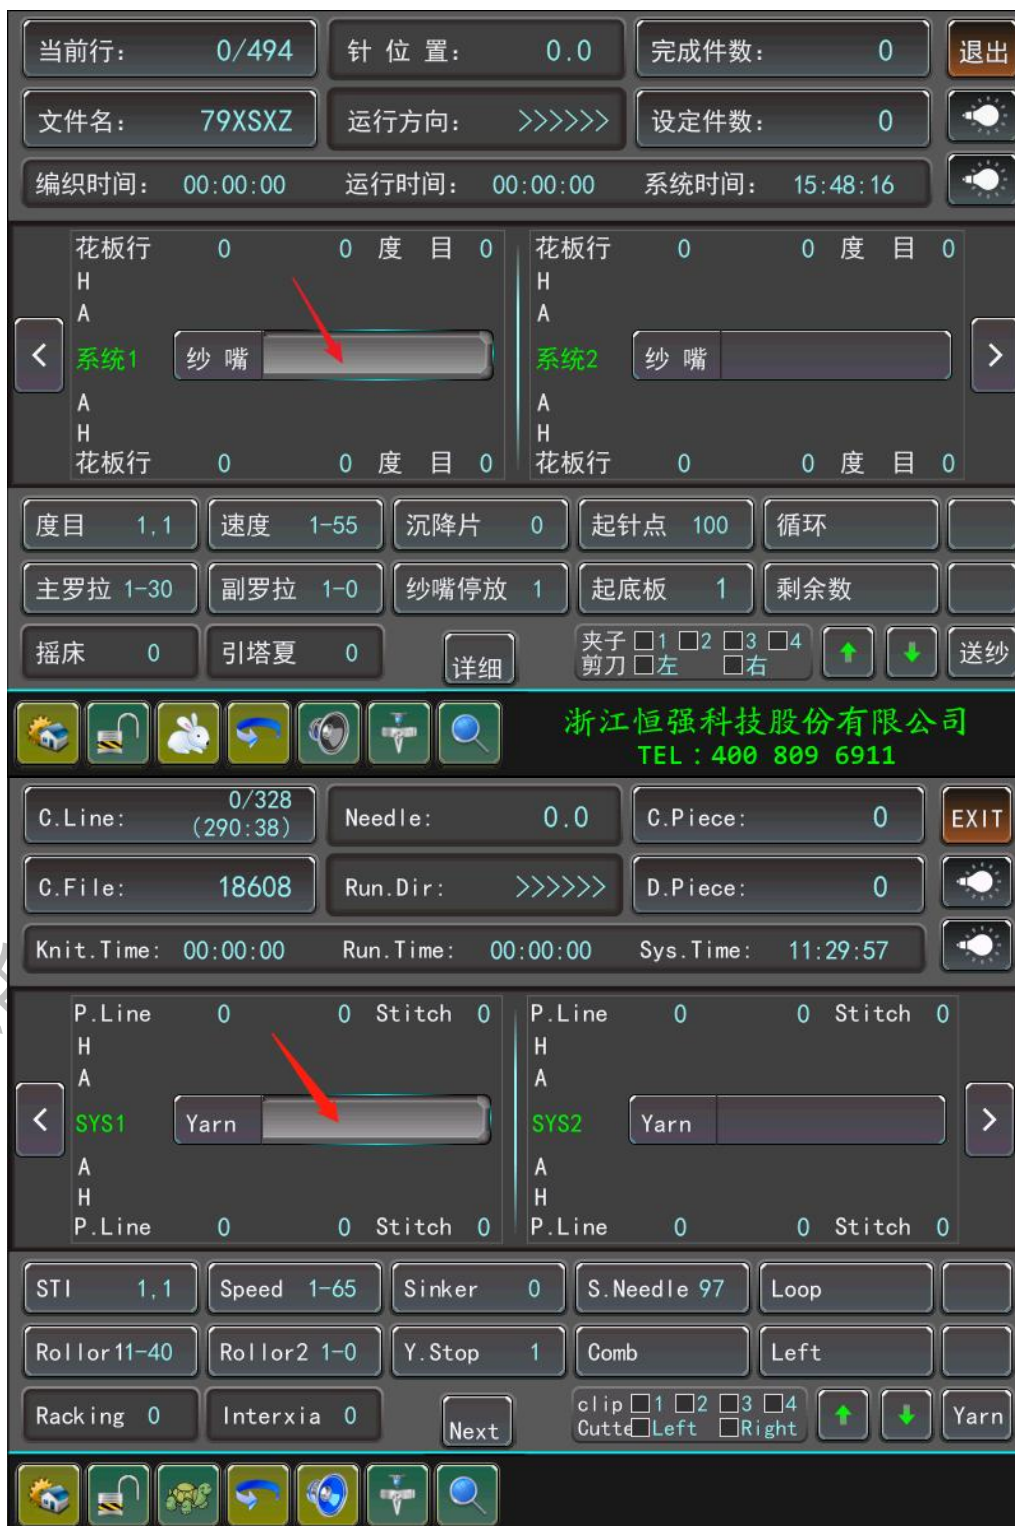 当前行： 0/494 针 位 置： 0.0 完成件数： 0 退出
文件名： 79XSXZ 运行方向： >>>>>> 设定件数： 0
编织时间： 00:00:00 运行时间： 00:00:00 系统时间： 15:48:16
花板行 0 0 度 目 0 花板行 0 0 度 目 0
H H
A A
< 系统1 纱 嘴 系统2 纱 嘴 >
A A
H H
花板行 0 0 度 目 0 花板行 0 0 度 目 0
度目 1,1 速度 1-55 沉降片 0 起针点 100 循环
主罗拉 1-30 副罗拉 1-0 纱嘴停放 1 起底板 1 剩余数
摇床 0 引塔夏 0 详细 夹子 1 2 3 4 送纱
剪刀 左 右
浙江恒强科技股份有限公司
TEL：400 809 6911
C.Line: 0/328 (290:38) Needle: 0.0 C.Piece: 0 EXIT
C.File: 18608 Run.Dir: >>>>>> D.Piece: 0
Knit.Time: 00:00:00 Run.Time: 00:00:00 Sys.Time: 11:29:57
P.Line 0 0 Stitch 0 P.Line 0 0 Stitch 0
H H
A A
< SYS1 Yarn SYS2 Yarn >
A A
H H
P.Line 0 0 Stitch 0 P.Line 0 0 Stitch 0
STI 1,1 Speed 1-65 Sinker 0 S.Needle 97 Loop
Rollor11-40 Rollor2 1-0 Y.Stop 1 Comb Left
Racking 0 Interxia 0 Next clip 1 2 3 4 Yarn
Cutte Left Right